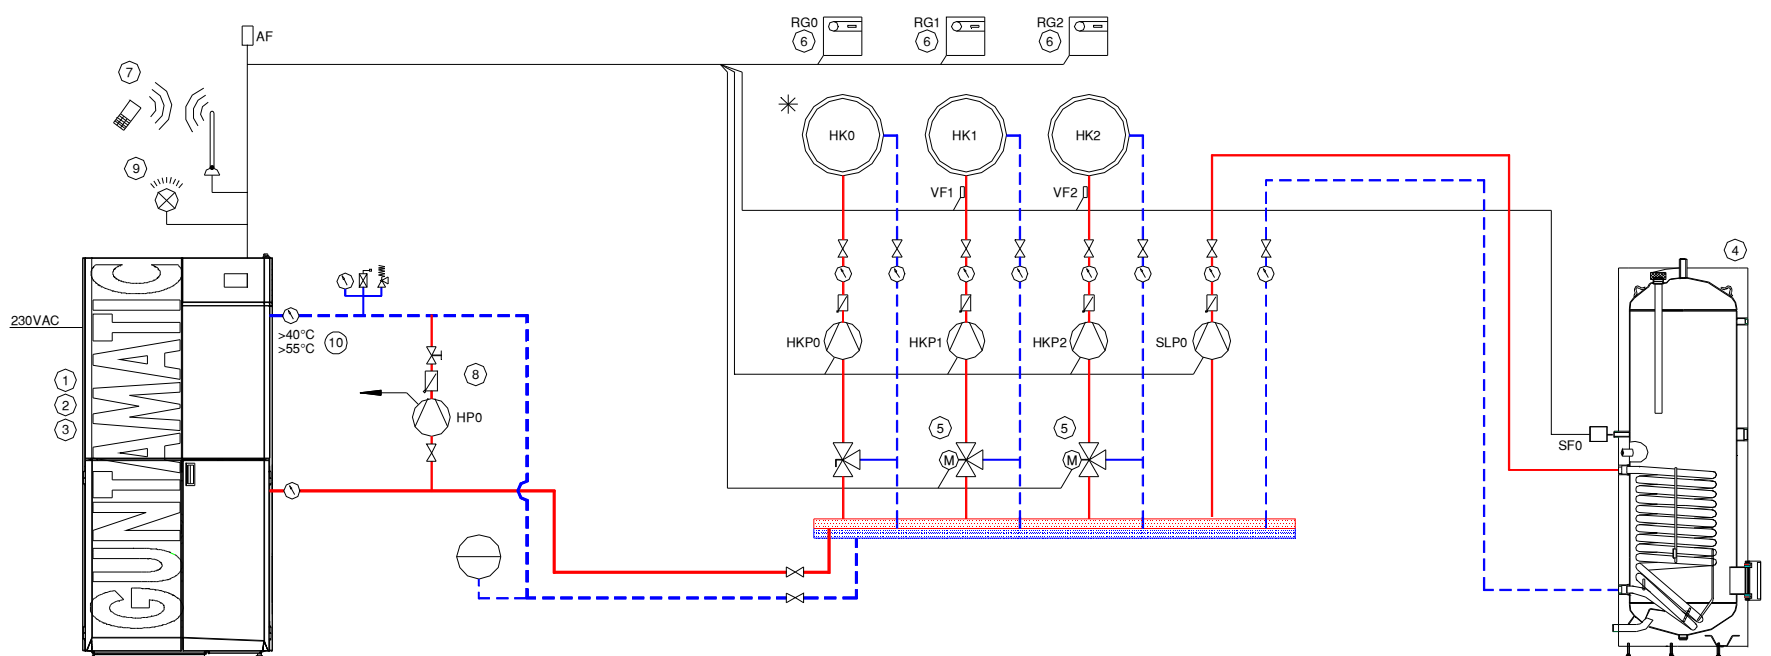 RG0
RG1
RG2
6
6
6
AF
7
HK0
HK1
HK2
9
VF1
VF2
4
230VAC
>40°C
>55°C
10
HKP0
HKP1
HKP2
SLP0
1
2
3
8
HP0
5
5
SF0
M
M
GUNTAMATIC